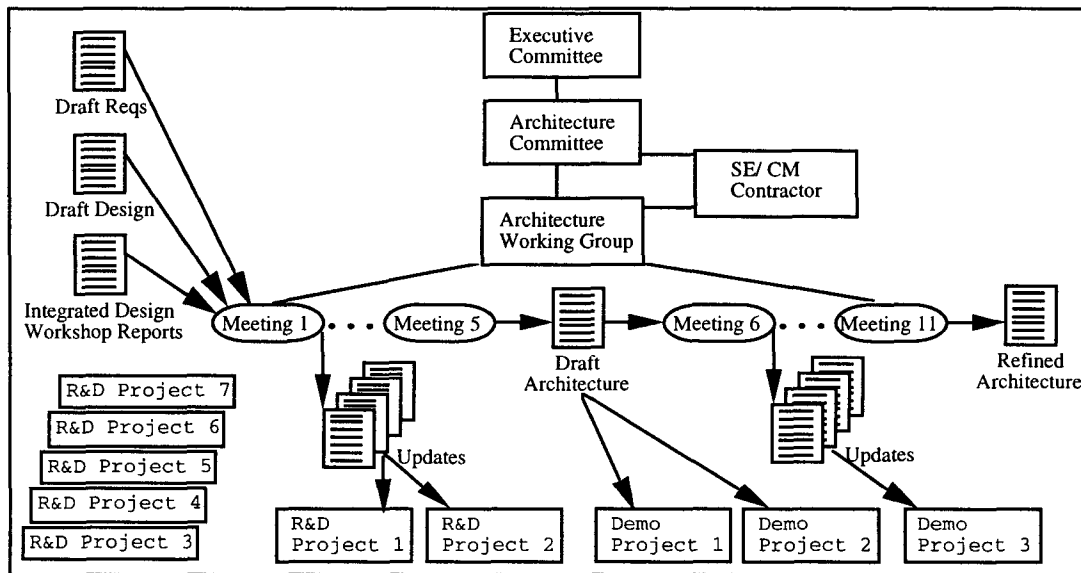 Executive
Committee
Draft Reqs
Architecture
Committee
SE/ CM
Contractor
Draft Design
Architecture
Working Group
Integrated Design
Workshop Reports
Meeting 1
Meeting 5
Meeting 6
Meeting 11
Draft
Architecture
Refined
Architecture
R&D Project 7
R&D Project 6
R&D Project 5
R&D Project 4
R&D Project 3
Updates
Updates
R&D
Project 1
R&D
Project 2
Demo
Project 1
Demo
Project 2
Demo
Project 3